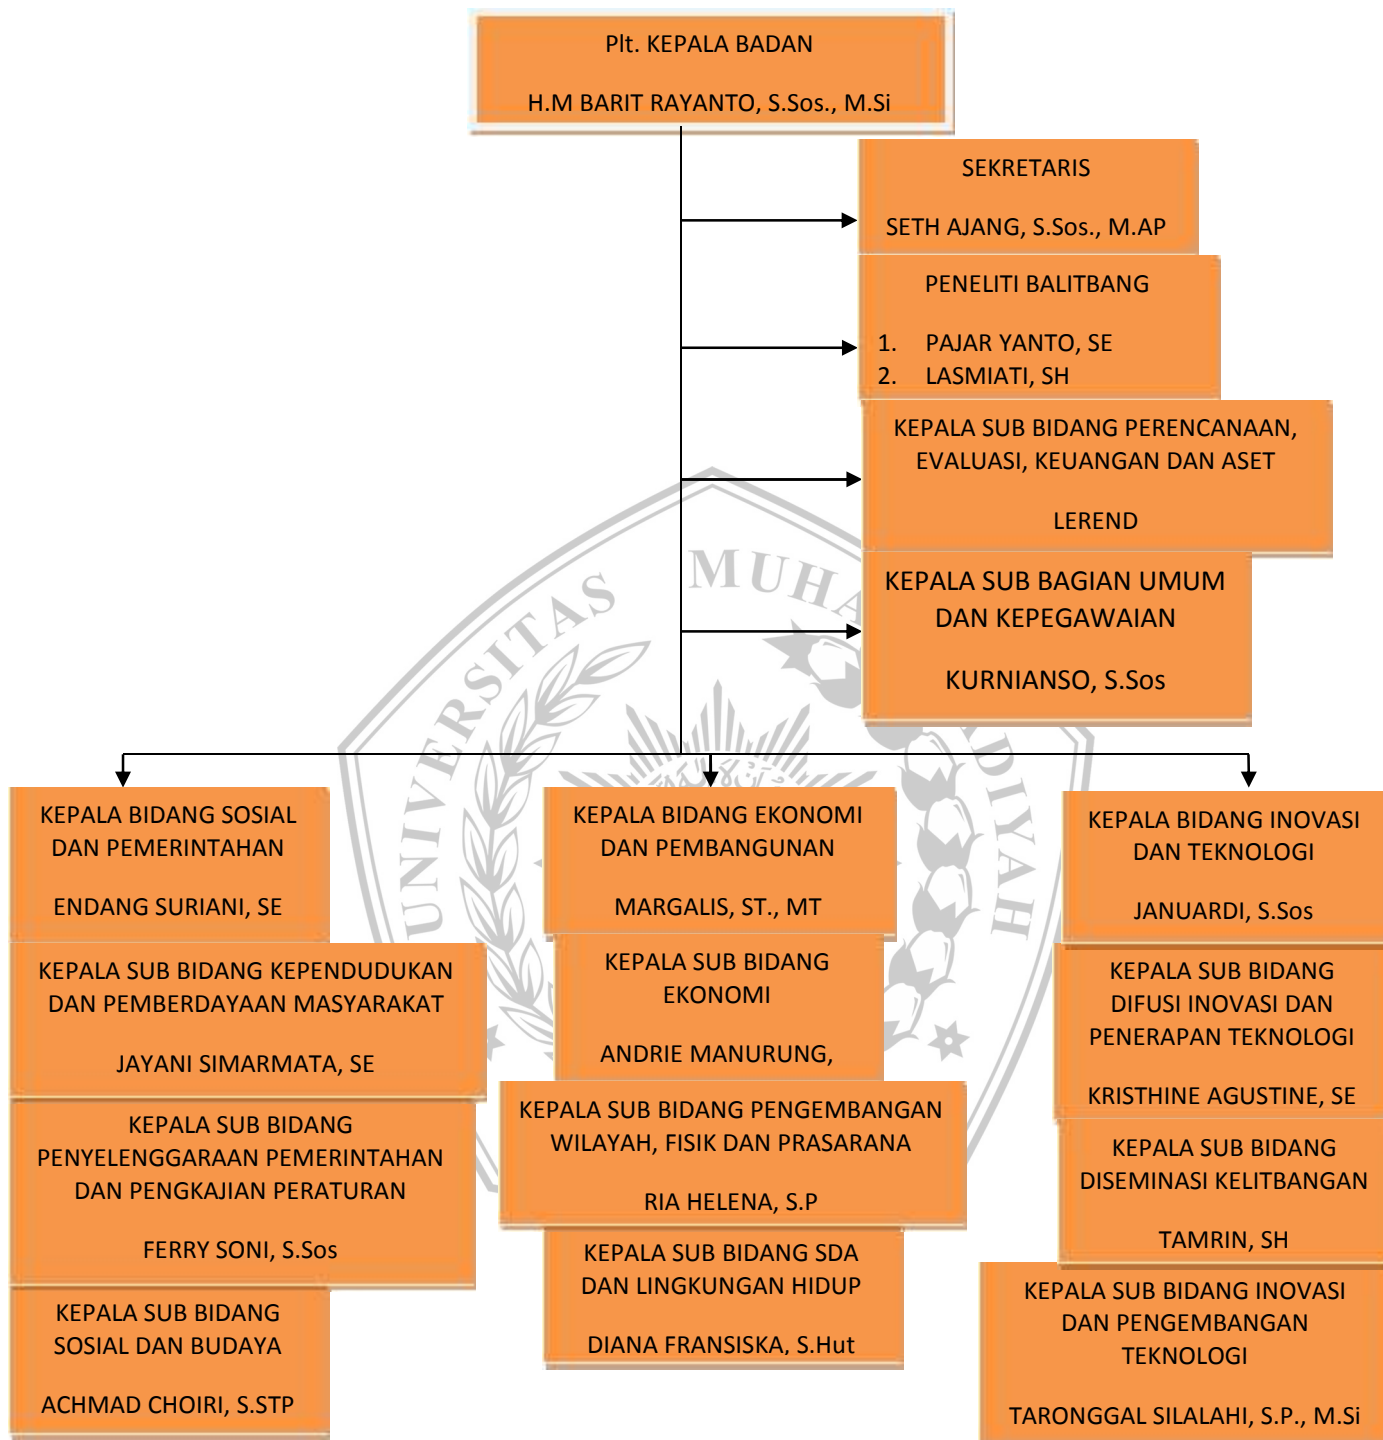 Plt. KEPALA BADAN
H.M BARIT RAYANTO, S.Sos., M.Si
SEKRETARIS
SETH AJANG, S.Sos., M.AP
PENELITI BALITBANG
1. PAJAR YANTO, SE
2. LASMIATI, SH
KEPALA SUB BIDANG PERENCANAAN,
EVALUASI, KEUANGAN DAN ASET
LEREND
KEPALA SUB BAGIAN UMUM
DAN KEPEGAWAIAN
KURNIANSO, S.Sos
KEPALA BIDANG SOSIAL
DAN PEMERINTAHAN
ENDANG SURIANI, SE
KEPALA SUB BIDANG KEPENDUDUKAN
DAN PEMBERDAYAAN MASYARAKAT
JAYANI SIMARMATA, SE
KEPALA SUB BIDANG
PENYELENGGARAAN PEMERINTAHAN
DAN PENGKAJIAN PERATURAN
FERRY SONI, S.Sos
KEPALA SUB BIDANG
SOSIAL DAN BUDAYA
ACHMAD CHOIRI, S.STP
KEPALA BIDANG EKONOMI
DAN PEMBANGUNAN
MARGALIS, ST., MT
KEPALA SUB BIDANG
EKONOMI
ANDRIE MANURUNG,
KEPALA SUB BIDANG PENGEMBANGAN
WILAYAH, FISIK DAN PRASARANA
RIA HELENA, S.P
KEPALA SUB BIDANG SDA
DAN LINGKUNGAN HIDUP
DIANA FRANSISKA, S.Hut
KEPALA BIDANG INOVASI
DAN TEKNOLOGI
JANUARDI, S.Sos
KEPALA SUB BIDANG
DIFUSI INOVASI DAN
PENERAPAN TEKNOLOGI
KRISTHINE AGUSTINE, SE
KEPALA SUB BIDANG
DISEMINASI KELITBANGAN
TAMRIN, SH
KEPALA SUB BIDANG INOVASI
DAN PENGEMBANGAN
TEKNOLOGI
TARONGGAL SILALAHI, S.P., M.Si
UNIVERSITAS